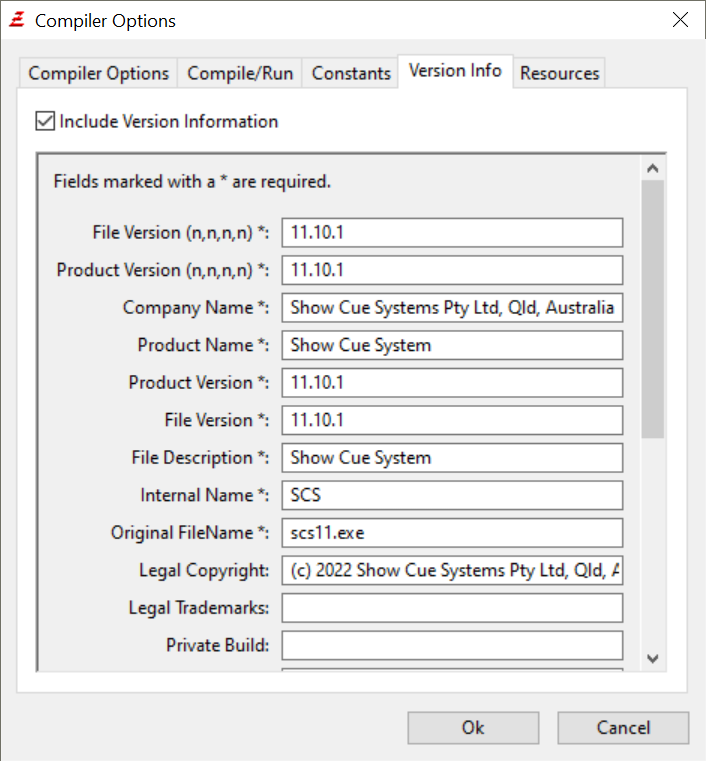 Compiler Options
Compiler Options Compile/Run Constants Version Info Resources
Include Version Information
Fields marked with a * are required.
File Version (n,n,n,n) *: 11.10.1
Product Version (n,n,n,n) *: 11.10.1
Company Name *: Show Cue Systems Pty Ltd, Qld, Australia
Product Name *: Show Cue System
Product Version *: 11.10.1
File Version *: 11.10.1
File Description *: Show Cue System
Internal Name *: SCS
Original FileName *: scs11.exe
Legal Copyright: (c) 2022 Show Cue Systems Pty Ltd, Qld,
Legal Trademarks:
Private Build:
Ok Cancel